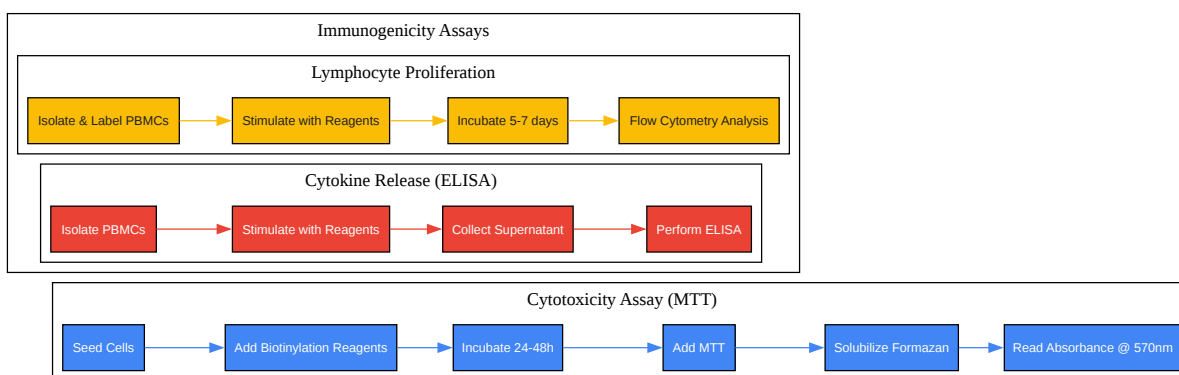 Immunogenicity Assays
Lymphocyte Proliferation
Isolate & Label PBMCs
Stimulate with Reagents
Incubate 5-7 days
Flow Cytometry Analysis
Cytokine Release (ELISA)
Isolate PBMCs
Stimulate with Reagents
Collect Supernatant
Perform ELISA
Cytotoxicity Assay (MTT)
Seed Cells
Add Biotinylation Reagents
Incubate 24-48h
Add MTT
Solubilize Formazan
Read Absorbance @ 570nm